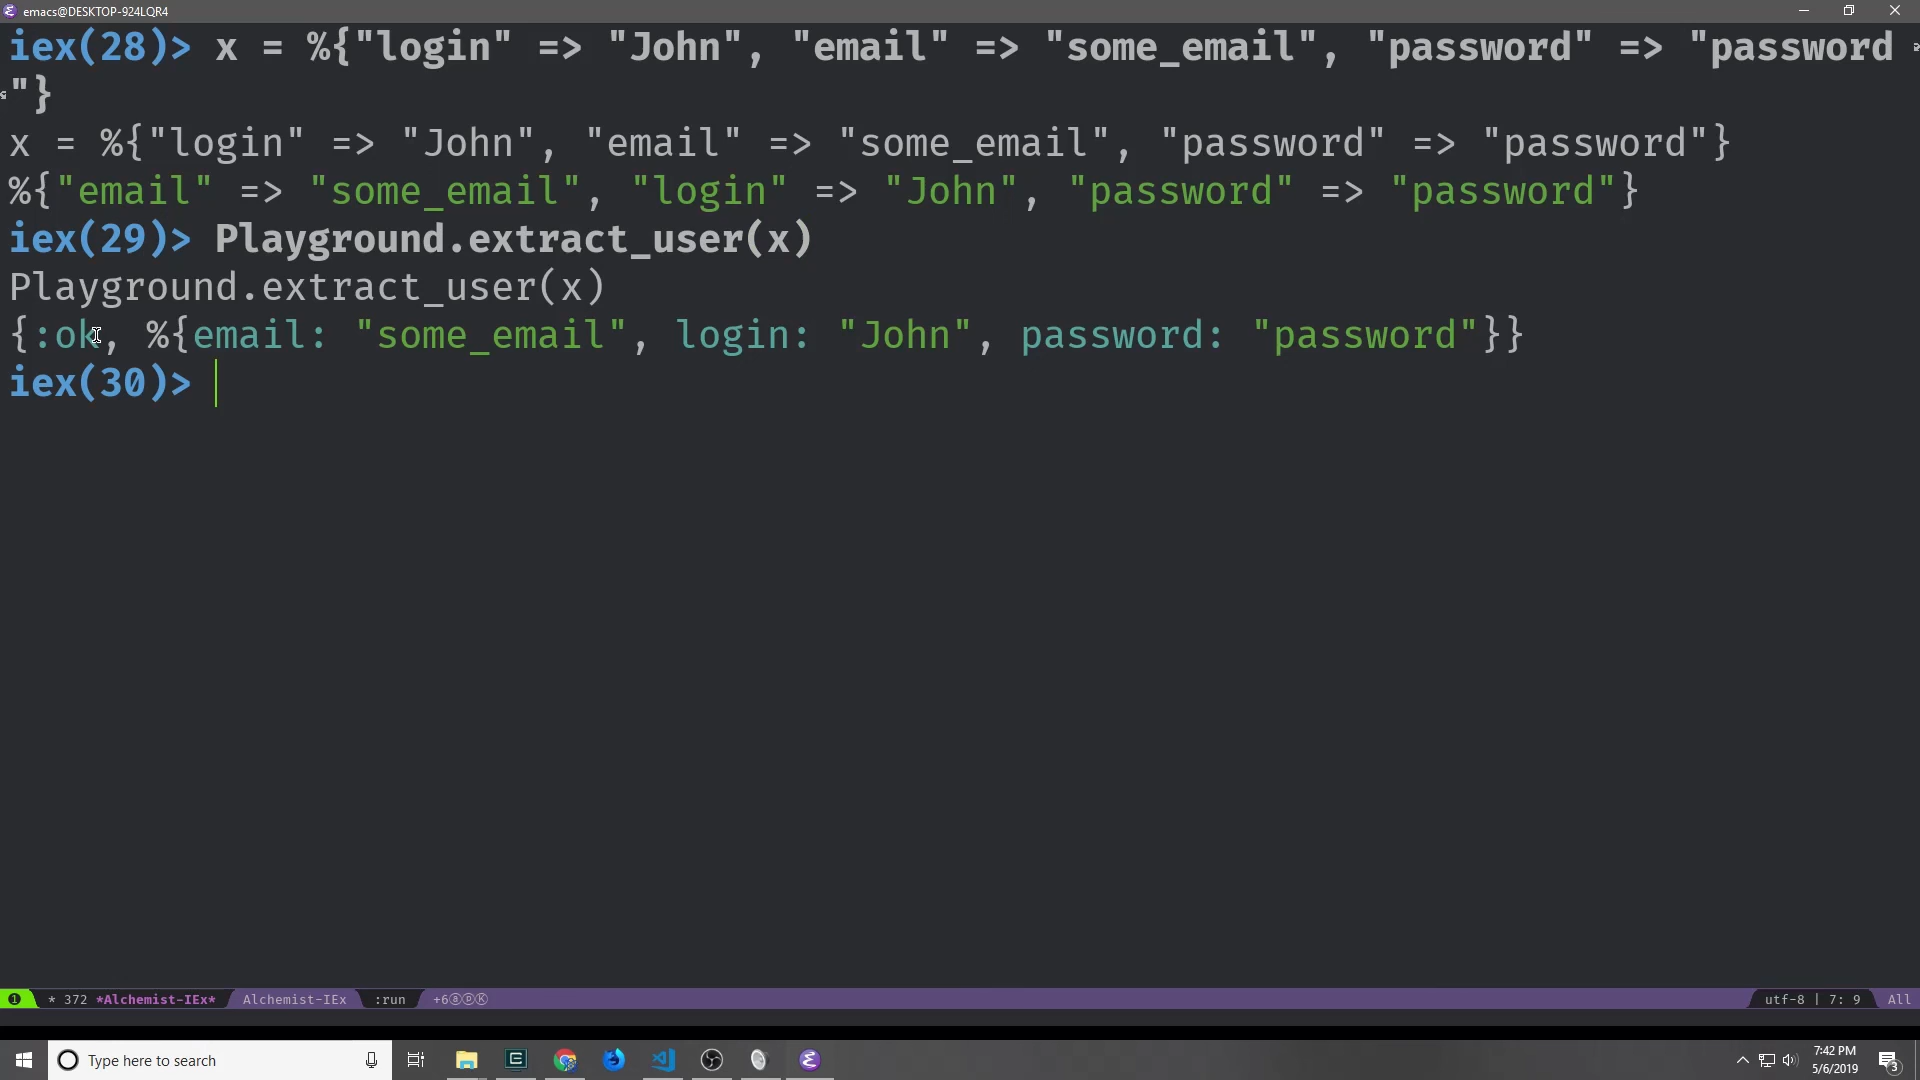 emacs@DESKTOP-924LQR4
iex(28)> x = %{"login" => "John", "email" => "some_email", "password" => "password
"}
x = %{"login" => "John", "email" => "some_email", "password" => "password"}
%{"email" => "some_email", "login" => "John", "password" => "password"}
iex(29)> Playground.extract_user(x)
Playground.extract_user(x)
{:ok, %{email: "some_email", login: "John", password: "password"}}
iex(30)>
❶ * 372 *Alchemist-IEx* Alchemist-IEx :run +6ⓐⓟⓀ utf-8 | 7: 9 All
Type here to search
7:42 PM
5/6/2019
3